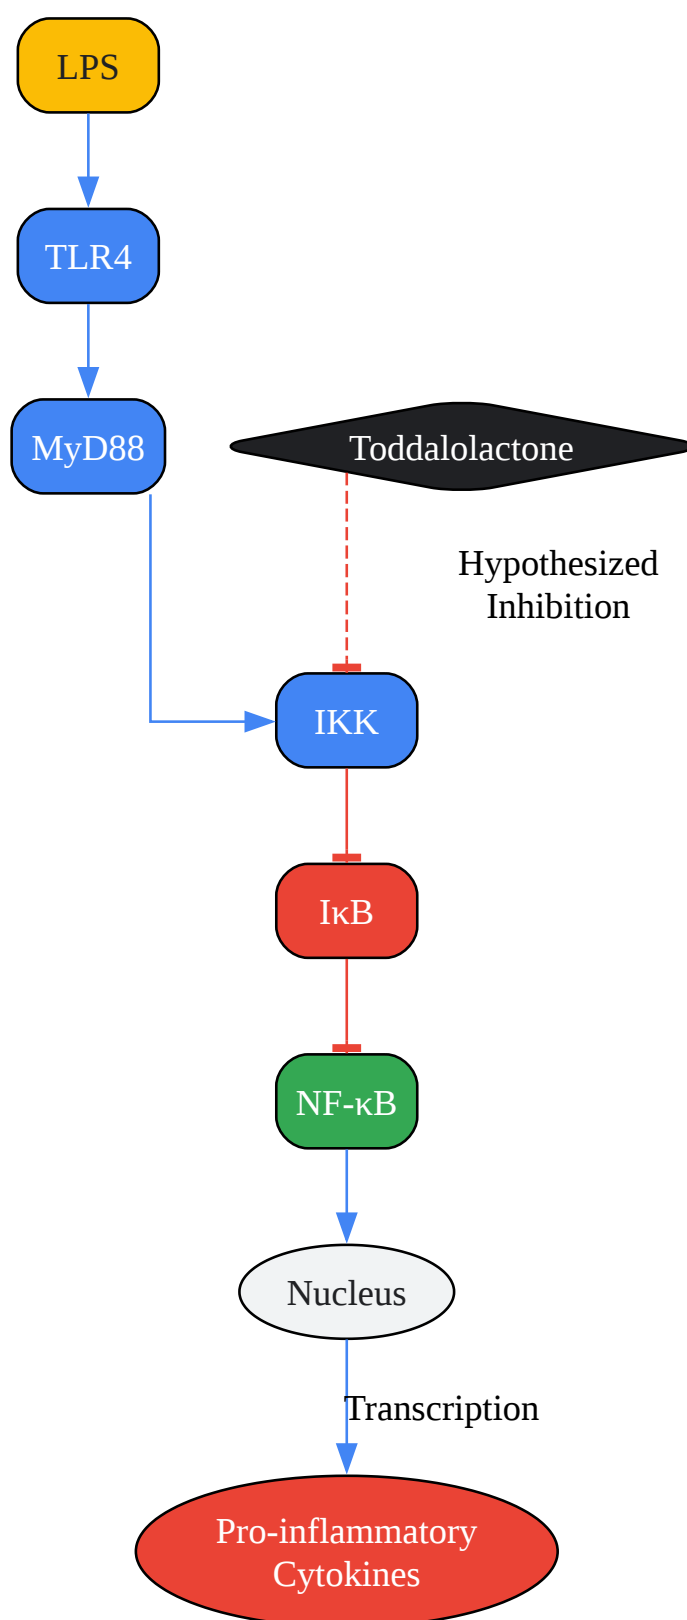 LPS
TLR4
MyD88
Toddalolactone
Hypothesized
Inhibition
IKK
IκB
NF-κB
Nucleus
Transcription
Pro-inflammatory
Cytokines